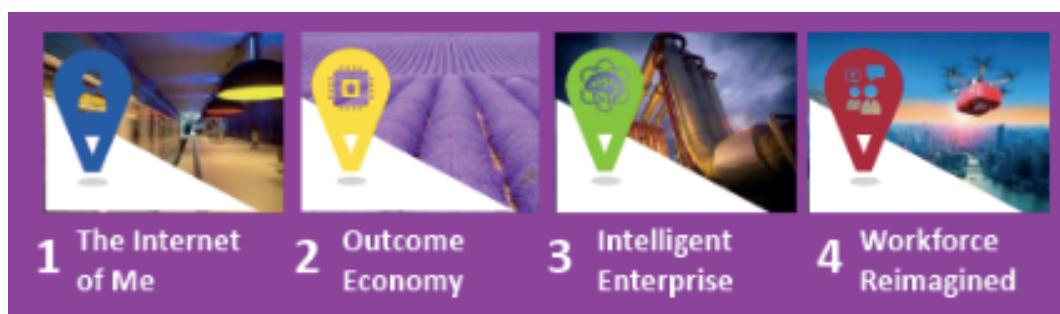 1 The Internet
of Me
2 Outcome
Economy
3 Intelligent
Enterprise
4 Workforce
Reimagined